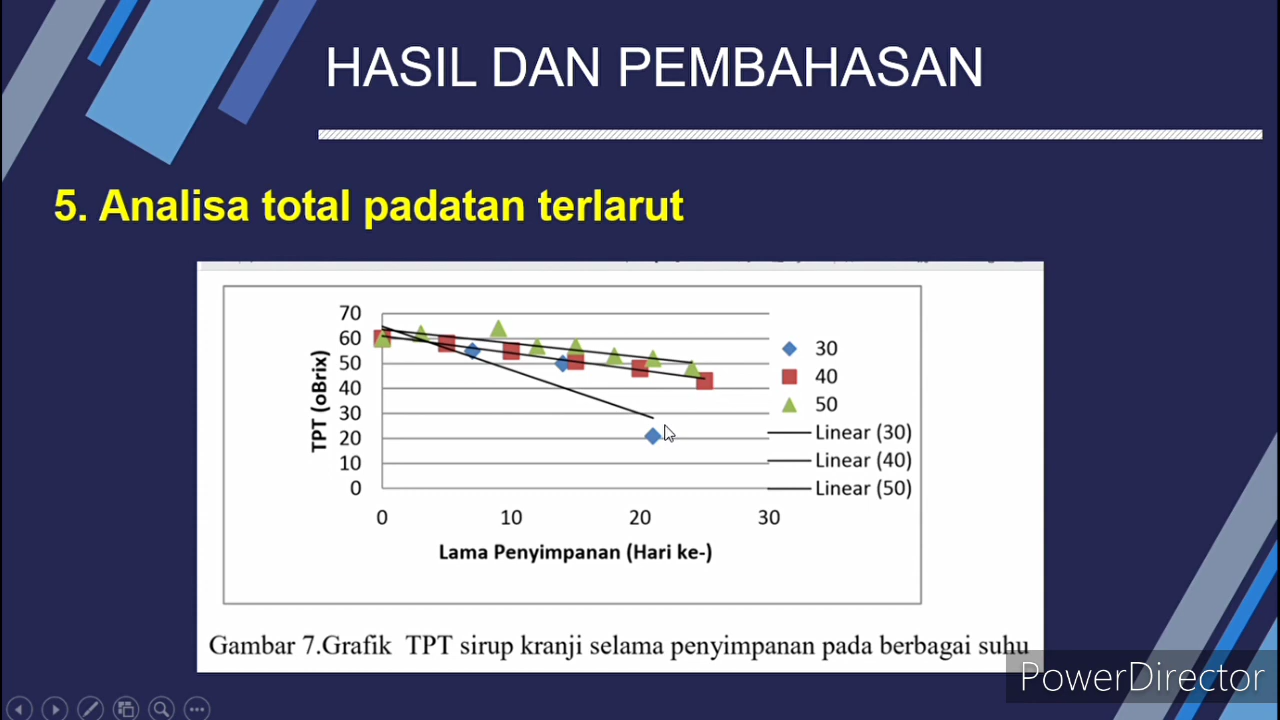 HASIL DAN PEMBAHASAN
5. Analisa total padatan terlarut
70
60
50
40
30
20
10
0
TPT (oBrix)
0 10 20 30
Lama Penyimpanan (Hari ke-)
30
40
50
Linear (30)
Linear (40)
Linear (50)
Gambar 7.Grafik TPT sirup kranji selama penyimpanan pada berbagai suhu
PowerDirector